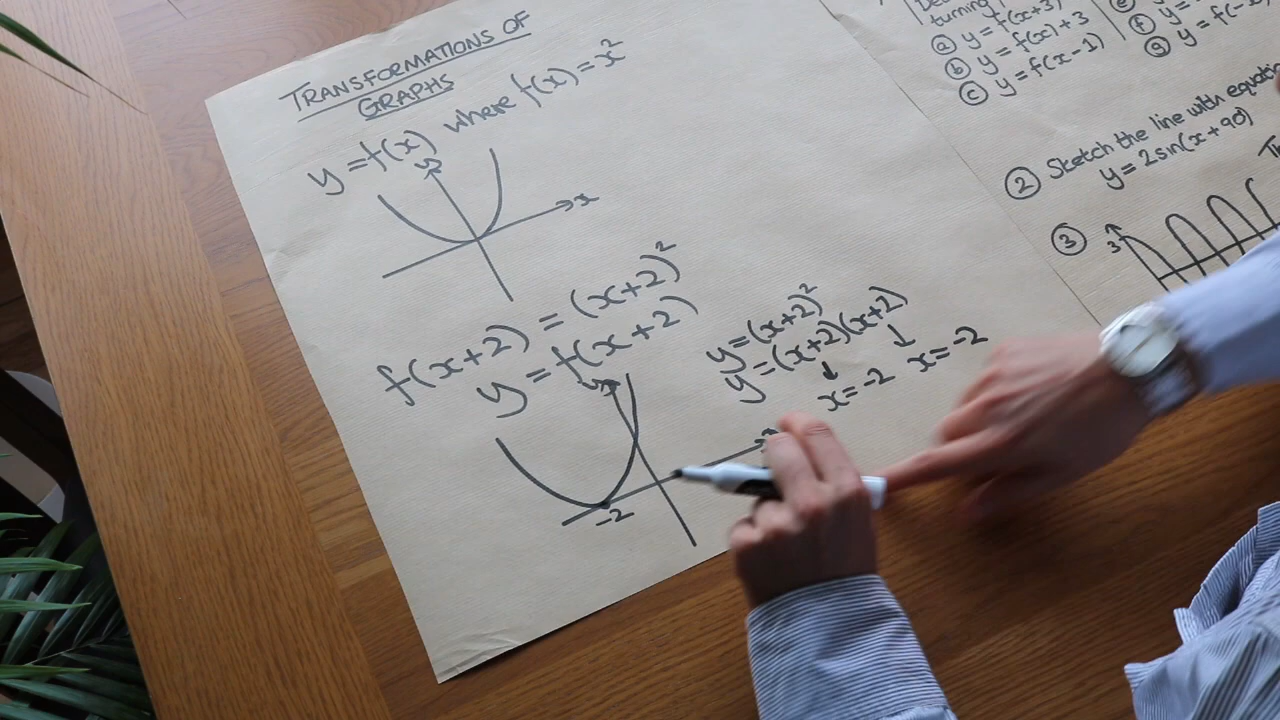 TRANSFORMATIONS OF
GRAPHS
y = f(x) where f(x) = x²
y
x
f(x+2) = (x+2)²
y = f(x+2)
y
-2
y=(x+2)²
y=(x+2)(x+2)
x=-2 x=-2
turning
ⓐ y = f(x+3)
ⓑ y = f(x)+3
ⓒ y = f(x-1)
ⓕ y =
ⓖ y = f(-x)
② Sketch the line with equation
y = 2sin(x+90)
③
3